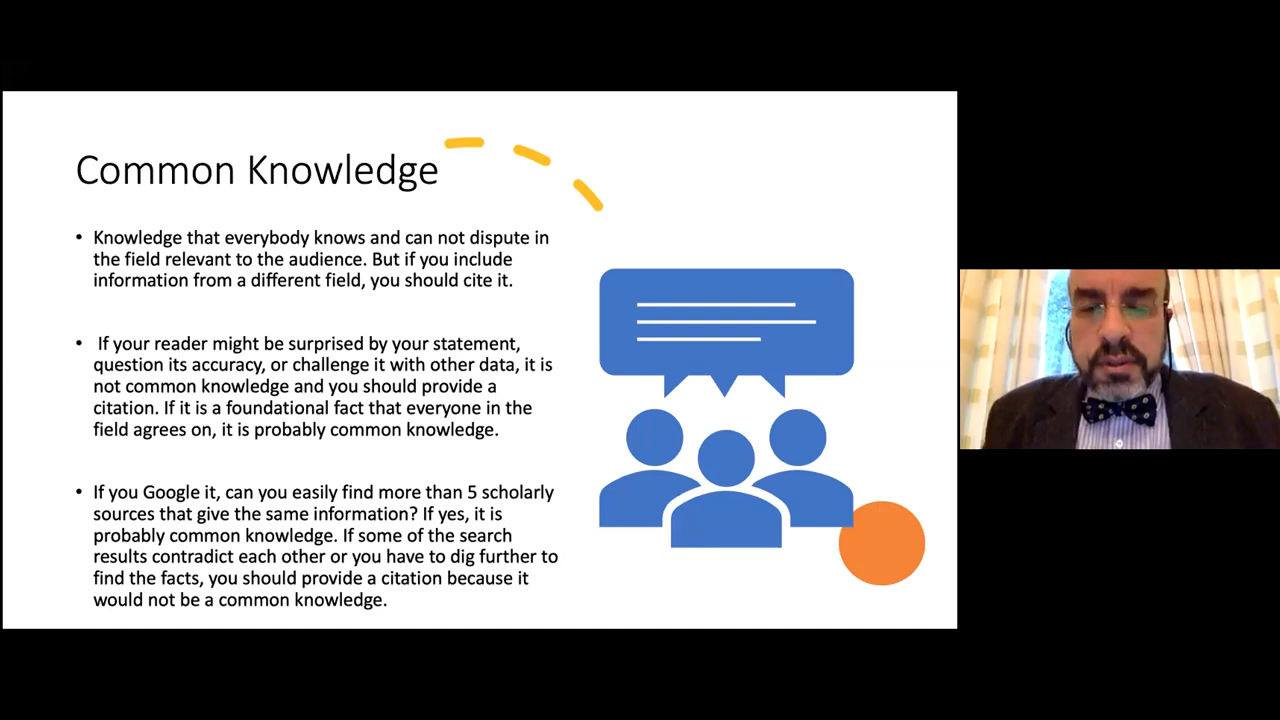 Common Knowledge
• Knowledge that everybody knows and can not dispute in
the field relevant to the audience. But if you include
information from a different field, you should cite it.
• If your reader might be surprised by your statement,
question its accuracy, or challenge it with other data, it is
not common knowledge and you should provide a
citation. If it is a foundational fact that everyone in the
field agrees on, it is probably common knowledge.
• If you Google it, can you easily find more than 5 scholarly
sources that give the same information? If yes, it is
probably common knowledge. If some of the search
results contradict each other or you have to dig further to
find the facts, you should provide a citation because it
would not be a common knowledge.